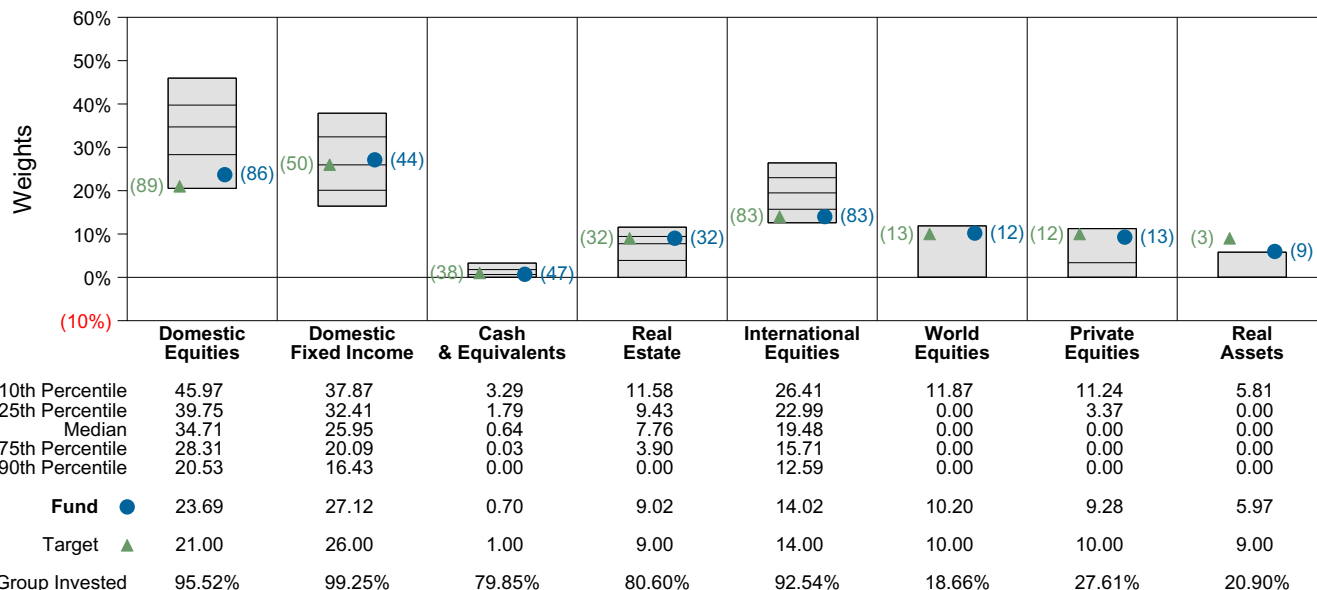 60%
50%
40%
30%
20%
10%
0%
(10%)
Weights
(89) (86) (50) (44) (38) (47) (32) (32) (83) (83) (13) (12) (12) (13) (3) (9)
Domestic Equities Domestic Fixed Income Cash & Equivalents Real Estate International Equities World Equities Private Equities Real Assets
10th Percentile 45.97 37.87 3.29 11.58 26.41 11.87 11.24 5.81
25th Percentile 39.75 32.41 1.79 9.43 22.99 0.00 3.37 0.00
Median 34.71 25.95 0.64 7.76 19.48 0.00 0.00 0.00
75th Percentile 28.31 20.09 0.03 3.90 15.71 0.00 0.00 0.00
90th Percentile 20.53 16.43 0.00 0.00 12.59 0.00 0.00 0.00
Fund 23.69 27.12 0.70 9.02 14.02 10.20 9.28 5.97
Target 21.00 26.00 1.00 9.00 14.00 10.00 10.00 9.00
Group Invested 95.52% 99.25% 79.85% 80.60% 92.54% 18.66% 27.61% 20.90%